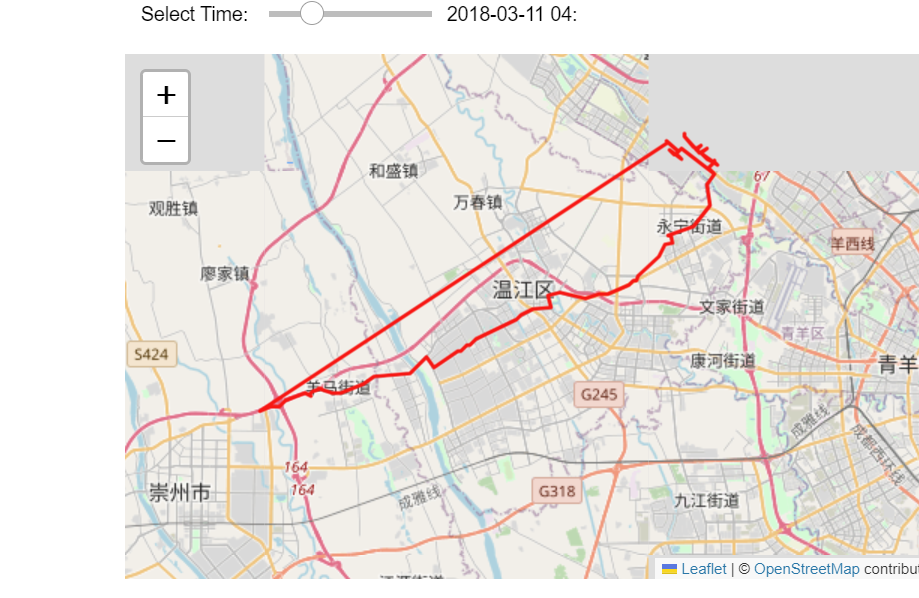 Select Time: 2018-03-11 04:
+
−
和盛镇
观胜镇
万春镇
67
永宁街道
羊西线
廖家镇
温江区
文家街道
青羊区
S424
康河街道
青羊
羊马街道
G245
成雅线
成都西环线
164
164
崇州市
成雅线
G318
九江街道
Leaflet | © OpenStreetMap contribut